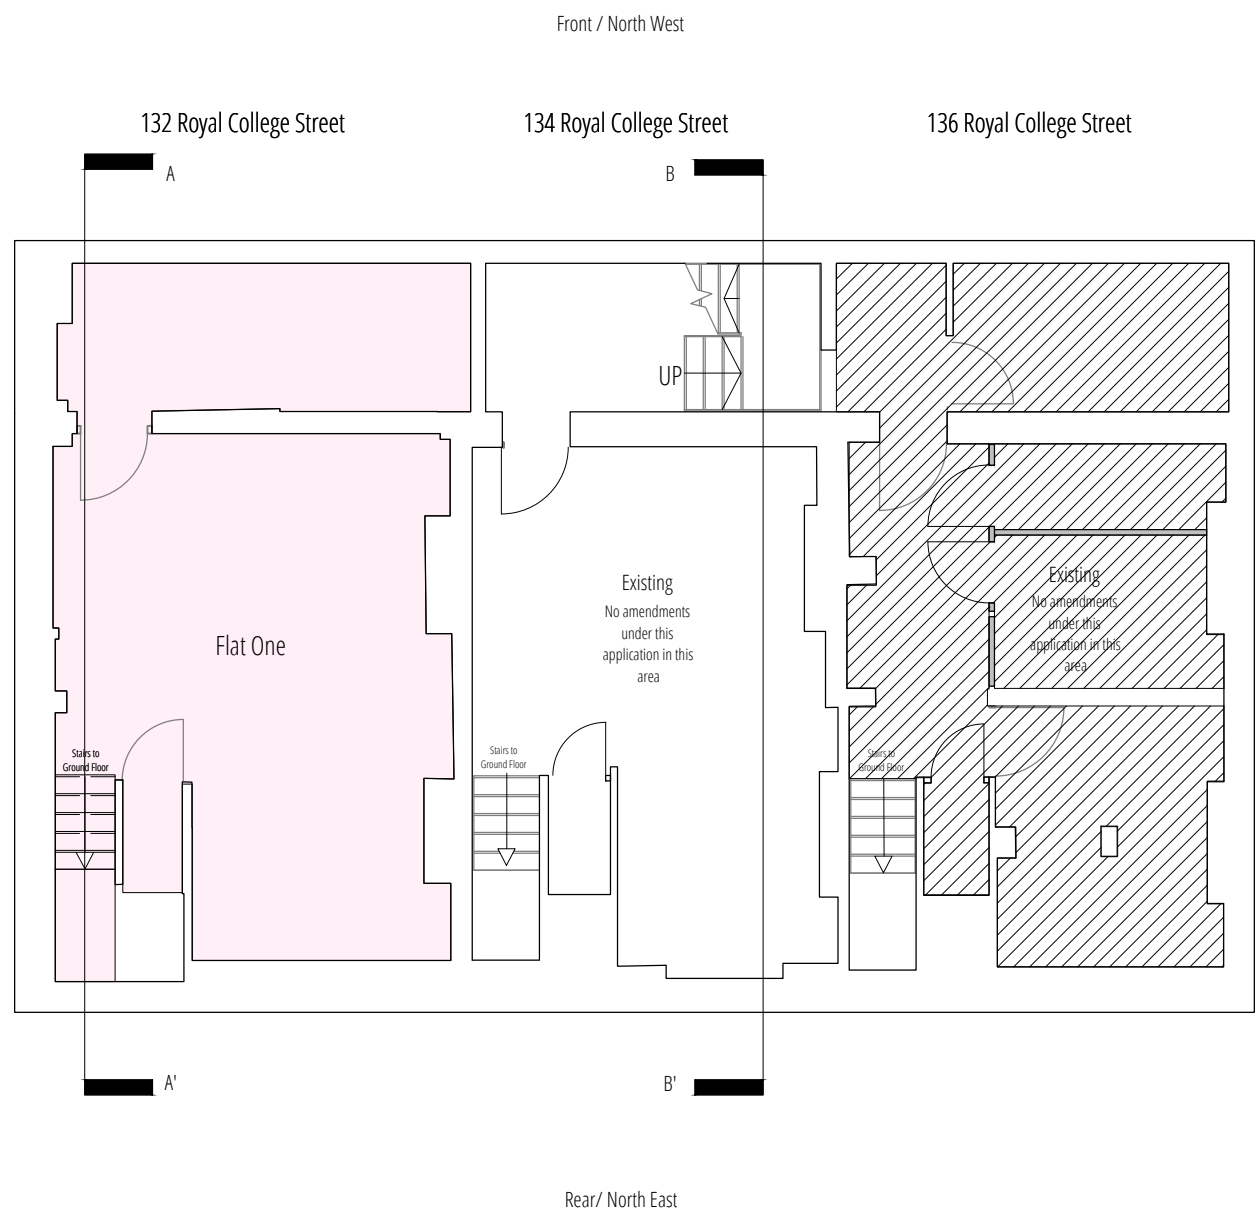 Front / North West
132 Royal College Street
134 Royal College Street
136 Royal College Street
A
B
UP
Existing
No amendments
under this
application in this
area
Existing
No amendments
under this
application in this
area
Flat One
Stairs to
Ground Floor
Stairs to
Ground Floor
Stairs to
Ground Floor
A'
B'
Rear/ North East